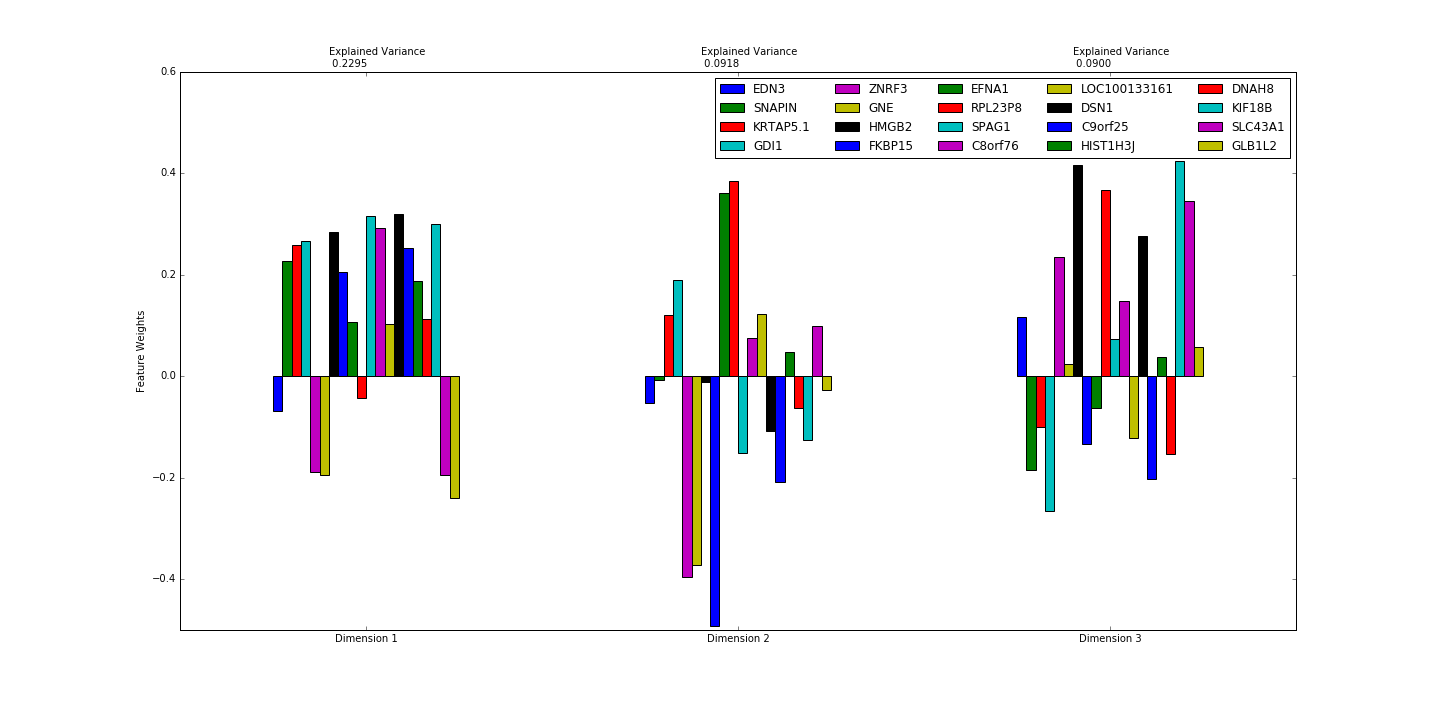 Explained Variance
0.2295
Explained Variance
0.0918
Explained Variance
0.0900
0.6
0.4
0.2
0.0
−0.2
−0.4
Feature Weights
EDN3
SNAPIN
KRTAP5.1
GDI1
ZNRF3
GNE
HMGB2
FKBP15
EFNA1
RPL23P8
SPAG1
C8orf76
LOC100133161
DSN1
C9orf25
HIST1H3J
DNAH8
KIF18B
SLC43A1
GLB1L2
Dimension 1
Dimension 2
Dimension 3